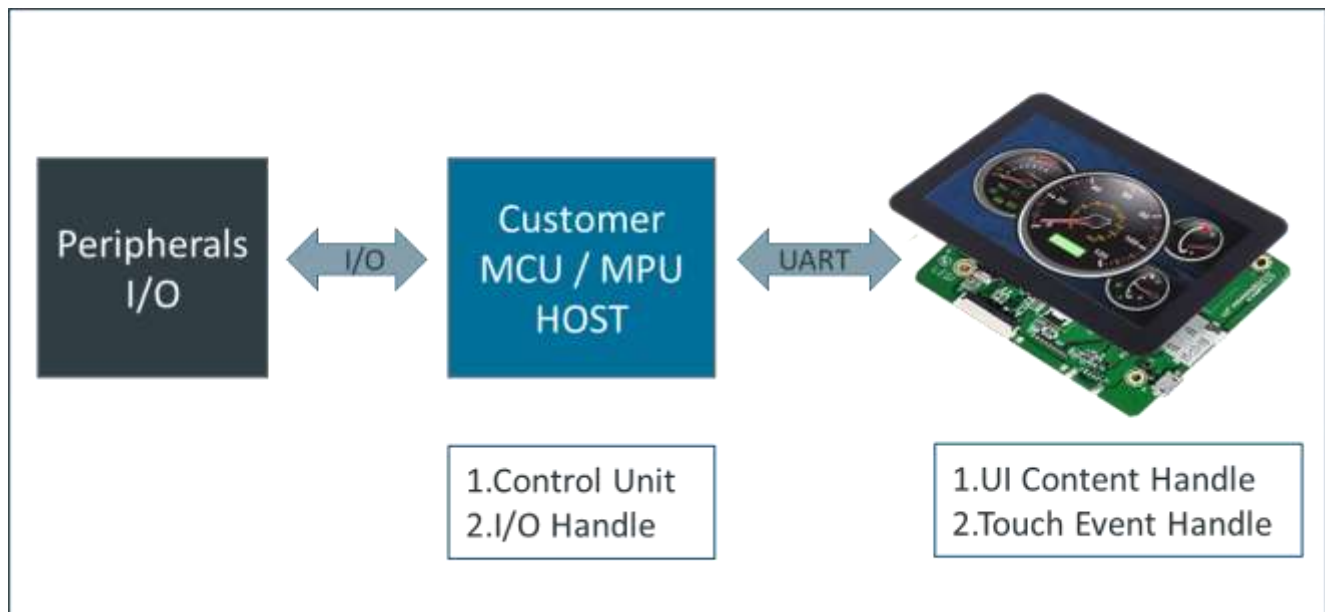 Peripherals
I/O
I/O
Customer
MCU / MPU
HOST
UART
1.Control Unit
2.I/O Handle
1.UI Content Handle
2.Touch Event Handle